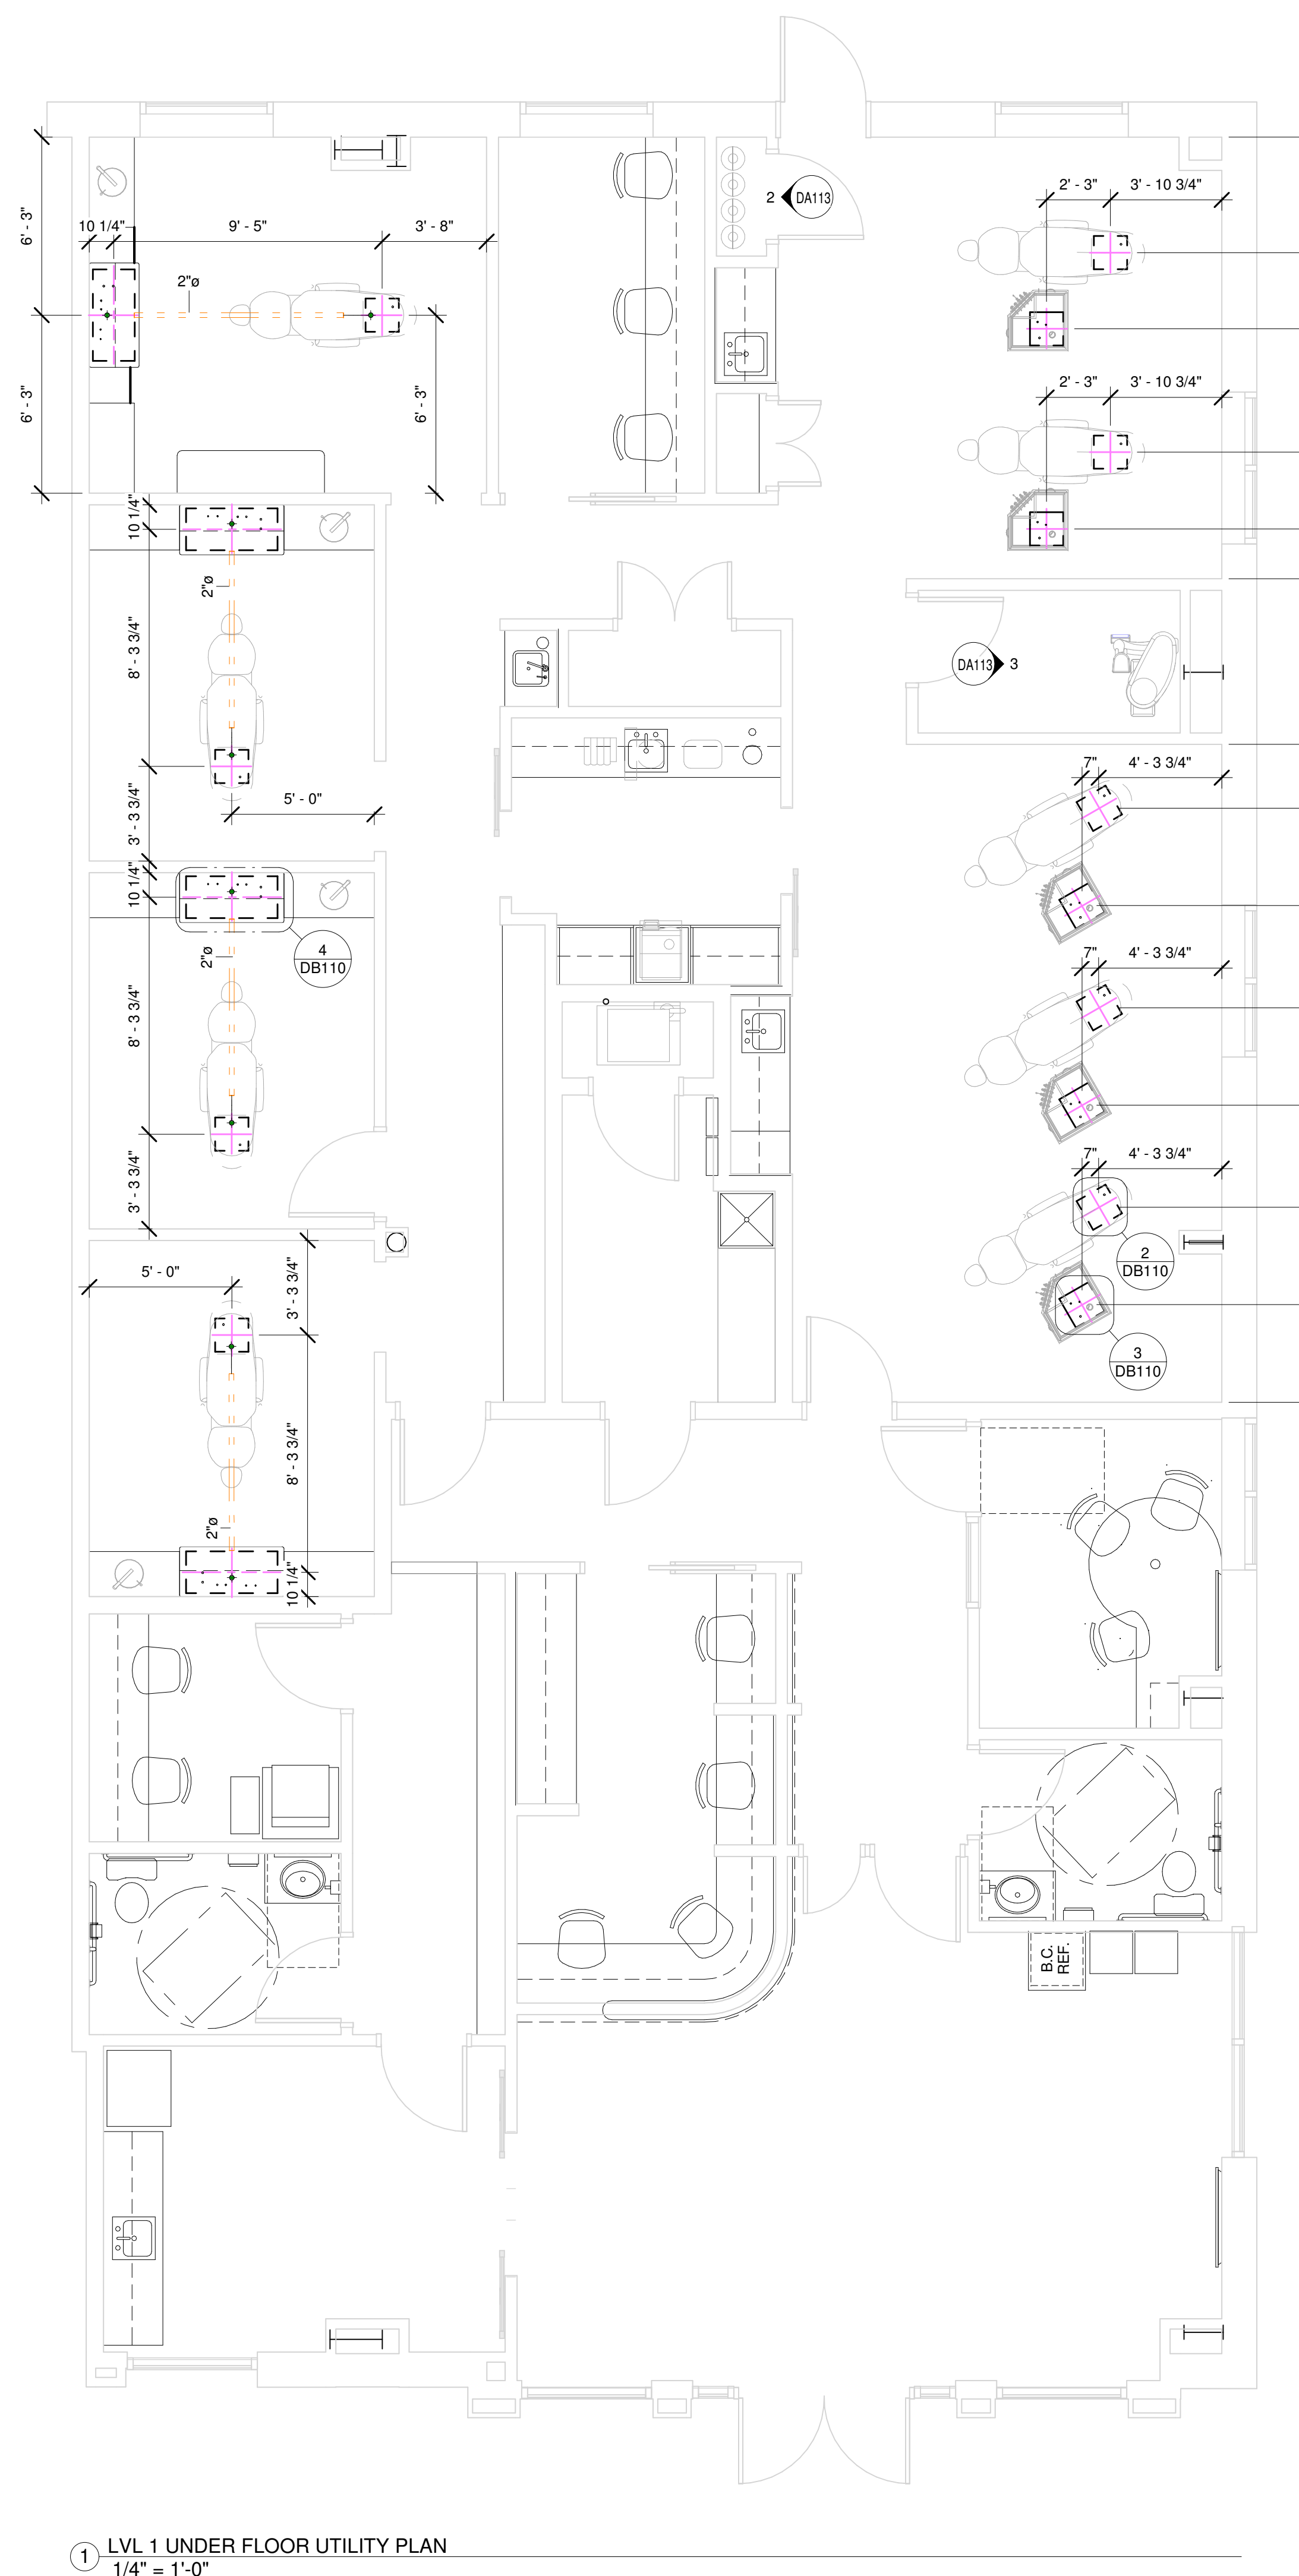 2' - 3"
3' - 10 3/4"
2
DA113
6' - 3"
10 1/4"
9' - 5"
3' - 8"
2"ø
6' - 3"
6' - 3"
2' - 3"
3' - 10 3/4"
10 1/4"
2"ø
8' - 3 3/4"
DA113
3
7"
4' - 3 3/4"
5' - 0"
3' - 3 3/4"
10 1/4"
4
DB110
2"ø
7"
4' - 3 3/4"
8' - 3 3/4"
7"
4' - 3 3/4"
3' - 3 3/4"
2
DB110
5' - 0"
3' - 3 3/4"
3
DB110
8' - 3 3/4"
2"ø
10 1/4"
B.C.
REF.
1
LVL 1 UNDER FLOOR UTILITY PLAN
1/4" = 1'-0"